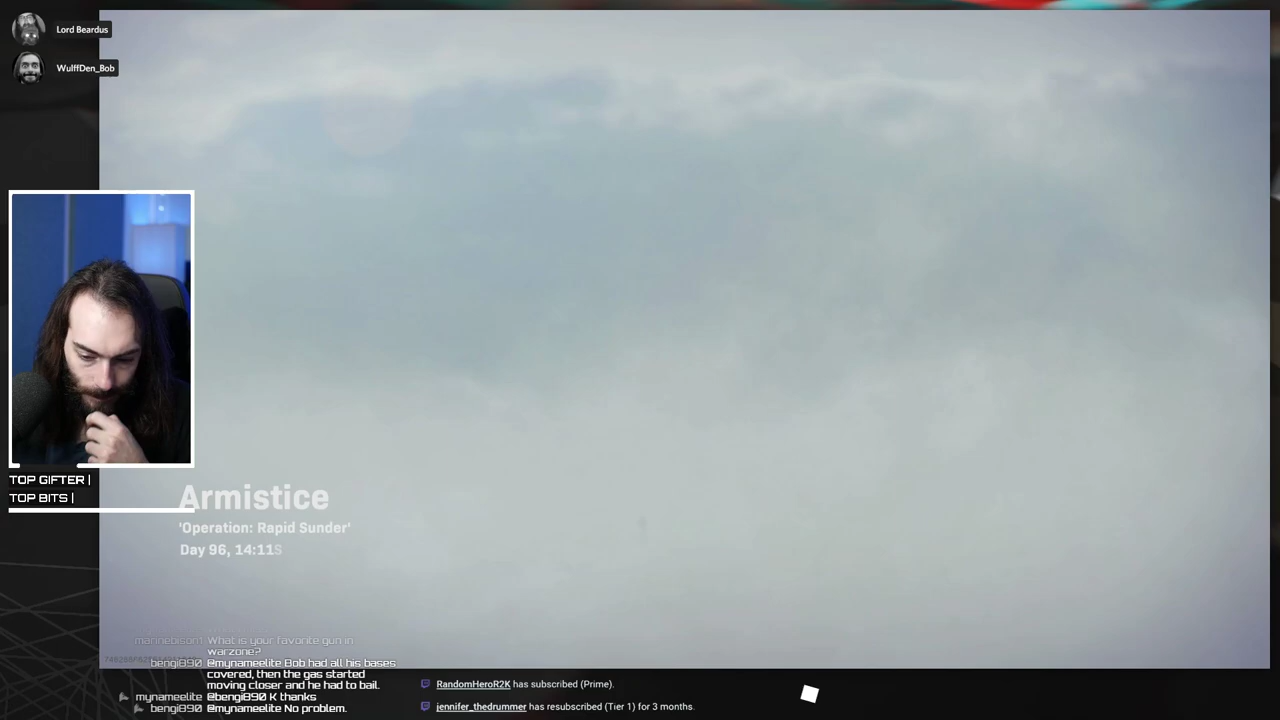 Lord Beardus
WulffDen_Bob
TOP GIFTER |
TOP BITS |
Armistice
'Operation: Rapid Sunder'
Day 96, 14:11S
marinebison1 What is your favorite gun in
warzone?
bengi890 @mynameelite Bob had all his bases
covered, then the gas started
moving closer and he had to bail.
mynameelite @bengi890 K thanks
bengi890 @mynameelite No problem.
RandomHeroR2K has subscribed (Prime).
jennifer_thedrummer has resubscribed (Tier 1) for 3 months.